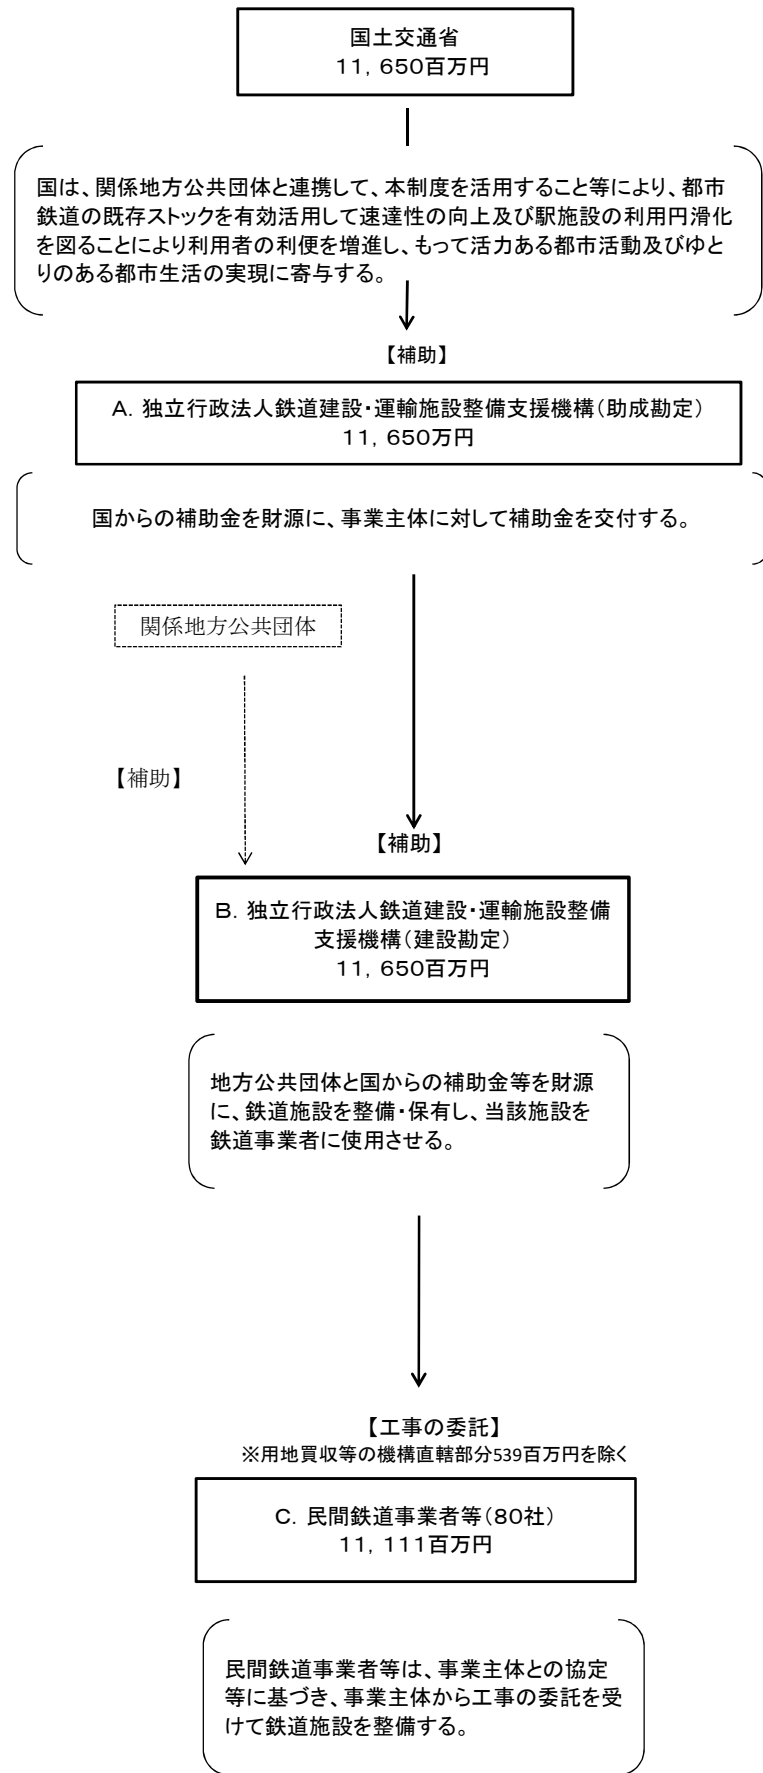 国土交通省
11，650百万円
国は、関係地方公共団体と連携して、本制度を活用すること等により、都市
鉄道の既存ストックを有効活用して速達性の向上及び駅施設の利用円滑化
を図ることにより利用者の利便を増進し、もって活力ある都市活動及びゆと
りのある都市生活の実現に寄与する。
【補助】
A．独立行政法人鉄道建設・運輸施設整備支援機構（助成勘定）
11，650万円
国からの補助金を財源に、事業主体に対して補助金を交付する。
関係地方公共団体
【補助】
【補助】
B．独立行政法人鉄道建設・運輸施設整備
支援機構（建設勘定）
11，650百万円
地方公共団体と国からの補助金等を財源
に、鉄道施設を整備・保有し、当該施設を
鉄道事業者に使用させる。
【工事の委託】
※用地買収等の機構直轄部分539百万円を除く
C．民間鉄道事業者等（80社）
11，111百万円
民間鉄道事業者等は、事業主体との協定
等に基づき、事業主体から工事の委託を受
けて鉄道施設を整備する。